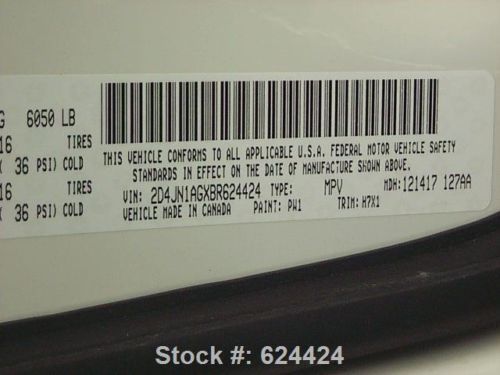 G 6050 LB
16 TIRES
( 36 PSI) COLD
16 TIRES
( 36 PSI) COLD
THIS VEHICLE CONFORMS TO ALL APPLICABLE U.S.A. FEDERAL MOTOR VEHICLE SAFETY
STANDARDS IN EFFECT ON THE DATE OF MANUFACTURE SHOWN ABOVE.
VIN: 2D4JN1AGXBR624424 TYPE: MPV MDH:121417 127AA
VEHICLE MADE IN CANADA PAINT: PW1 TRIM: H7X1
Stock #: 624424